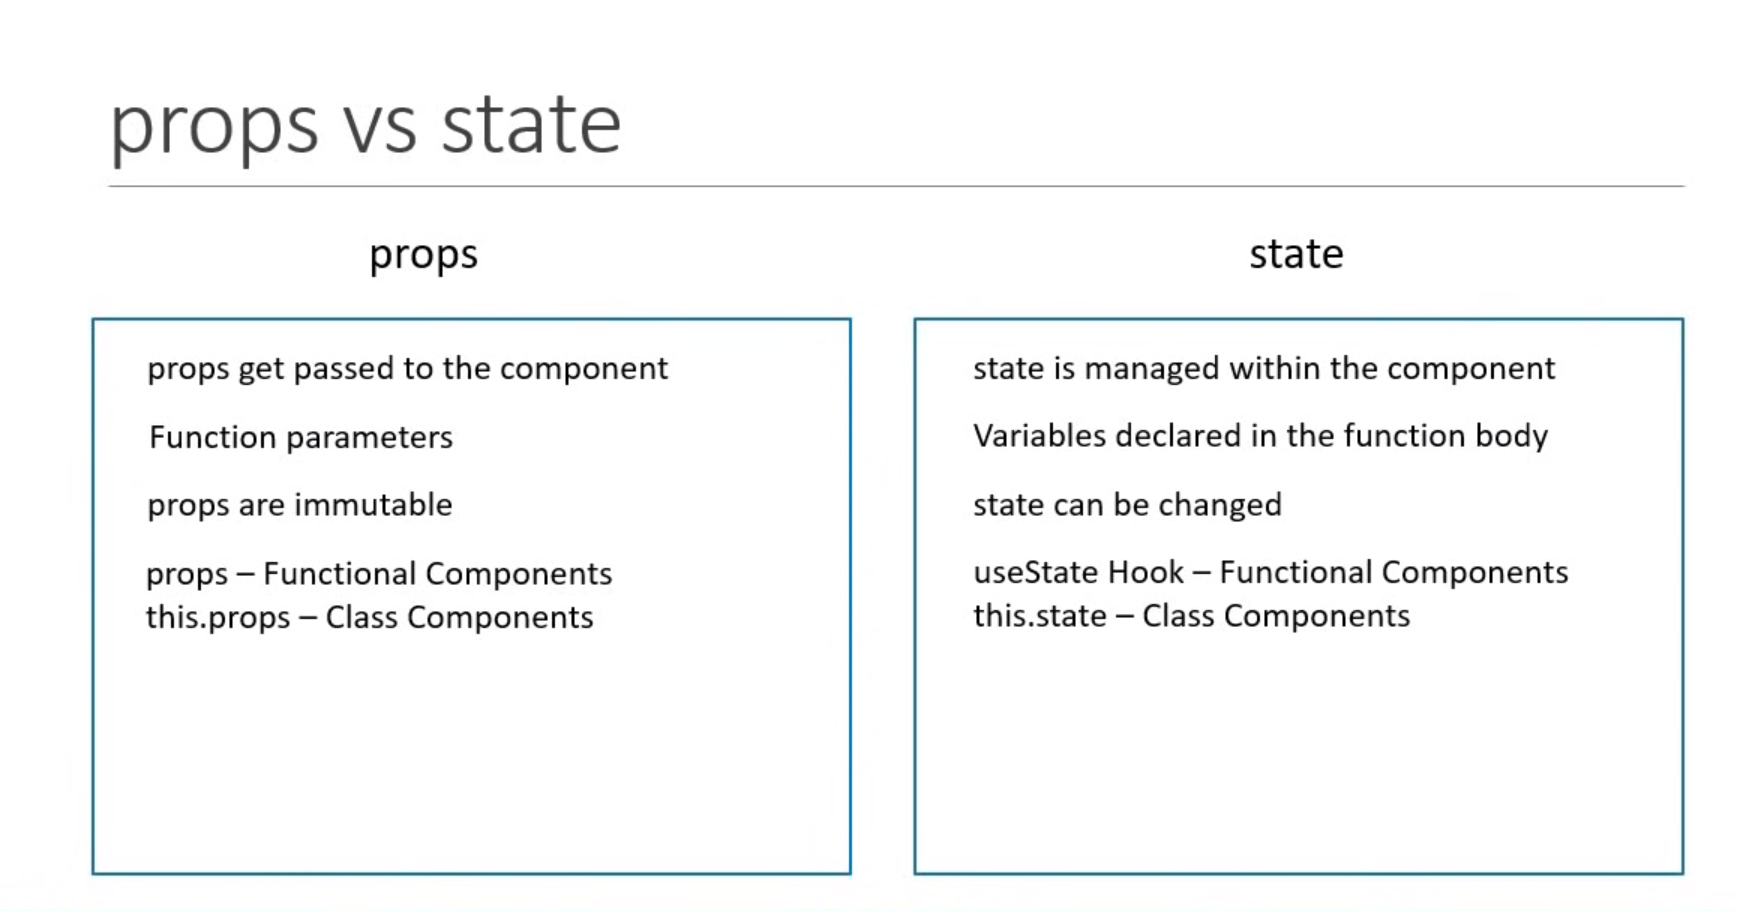 props vs state
props
props get passed to the component
Function parameters
props are immutable
props – Functional Components
this.props – Class Components
state
state is managed within the component
Variables declared in the function body
state can be changed
useState Hook – Functional Components
this.state – Class Components